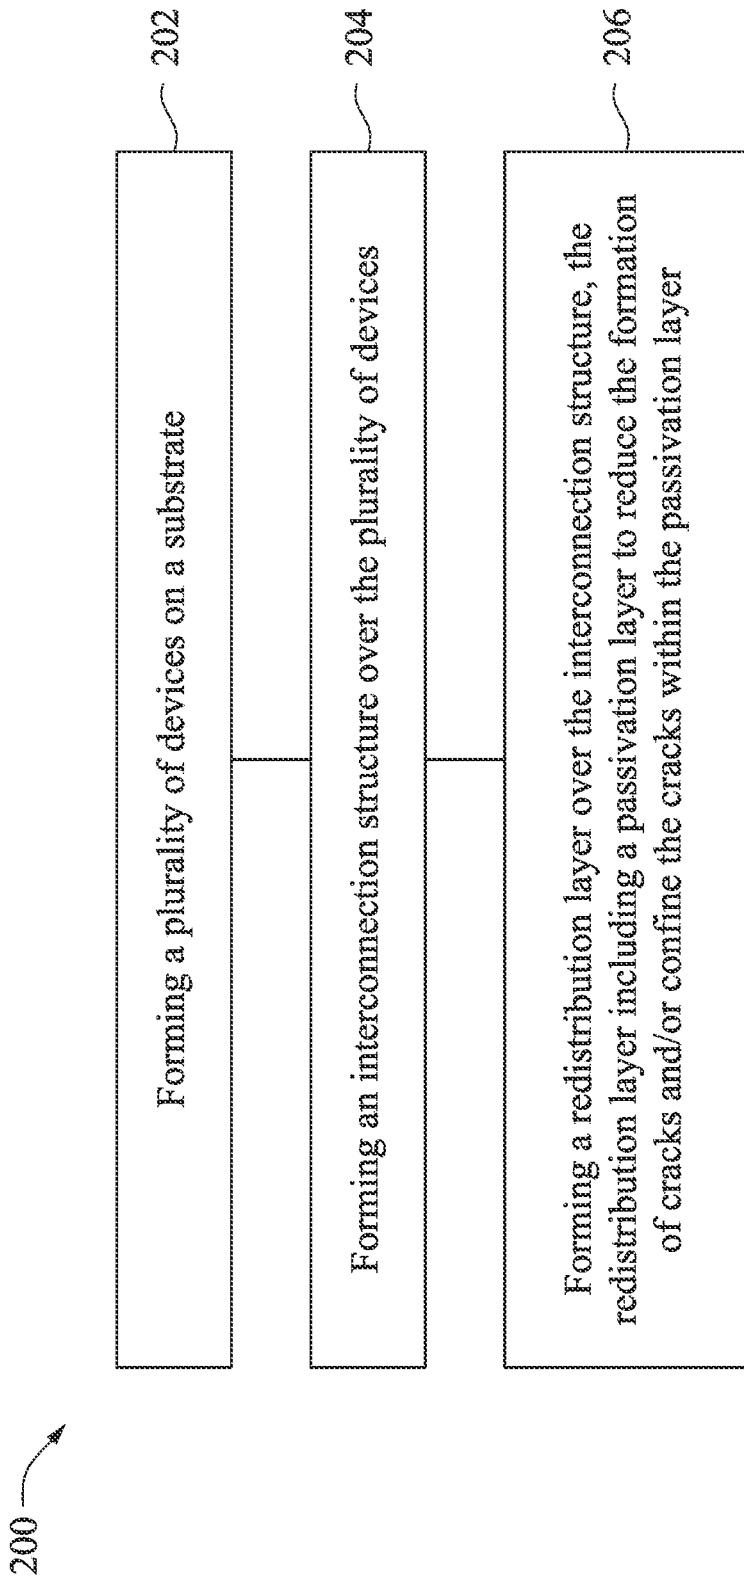 200
Forming a plurality of devices on a substrate
202
Forming an interconnection structure over the plurality of devices
204
Forming a redistribution layer over the interconnection structure, the
redistribution layer including a passivation layer to reduce the formation
of cracks and/or confine the cracks within the passivation layer
206